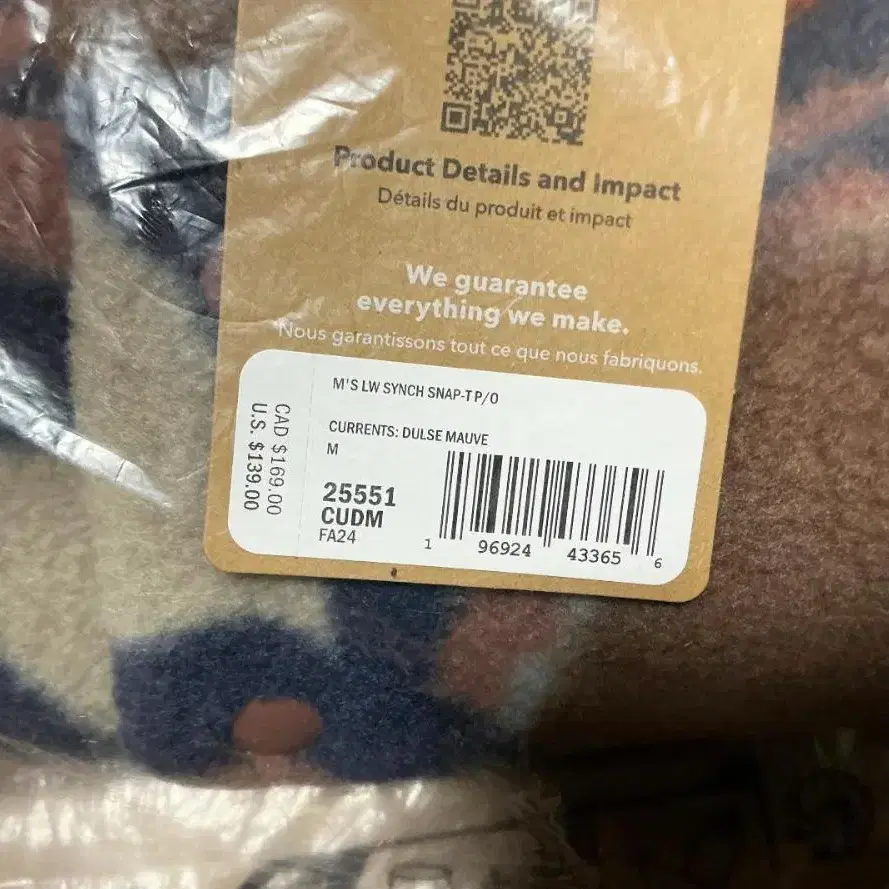 Product Details and Impact
Détails du produit et impact
We guarantee
everything we make.
Nous garantissons tout ce que nous fabriquons.
M'S LW SYNCH SNAP-T P/O
CURRENTS: DULSE MAUVE
M
25551
CUDM
FA24
CAD $169.00
U.S. $139.00
1 96924 43365 6